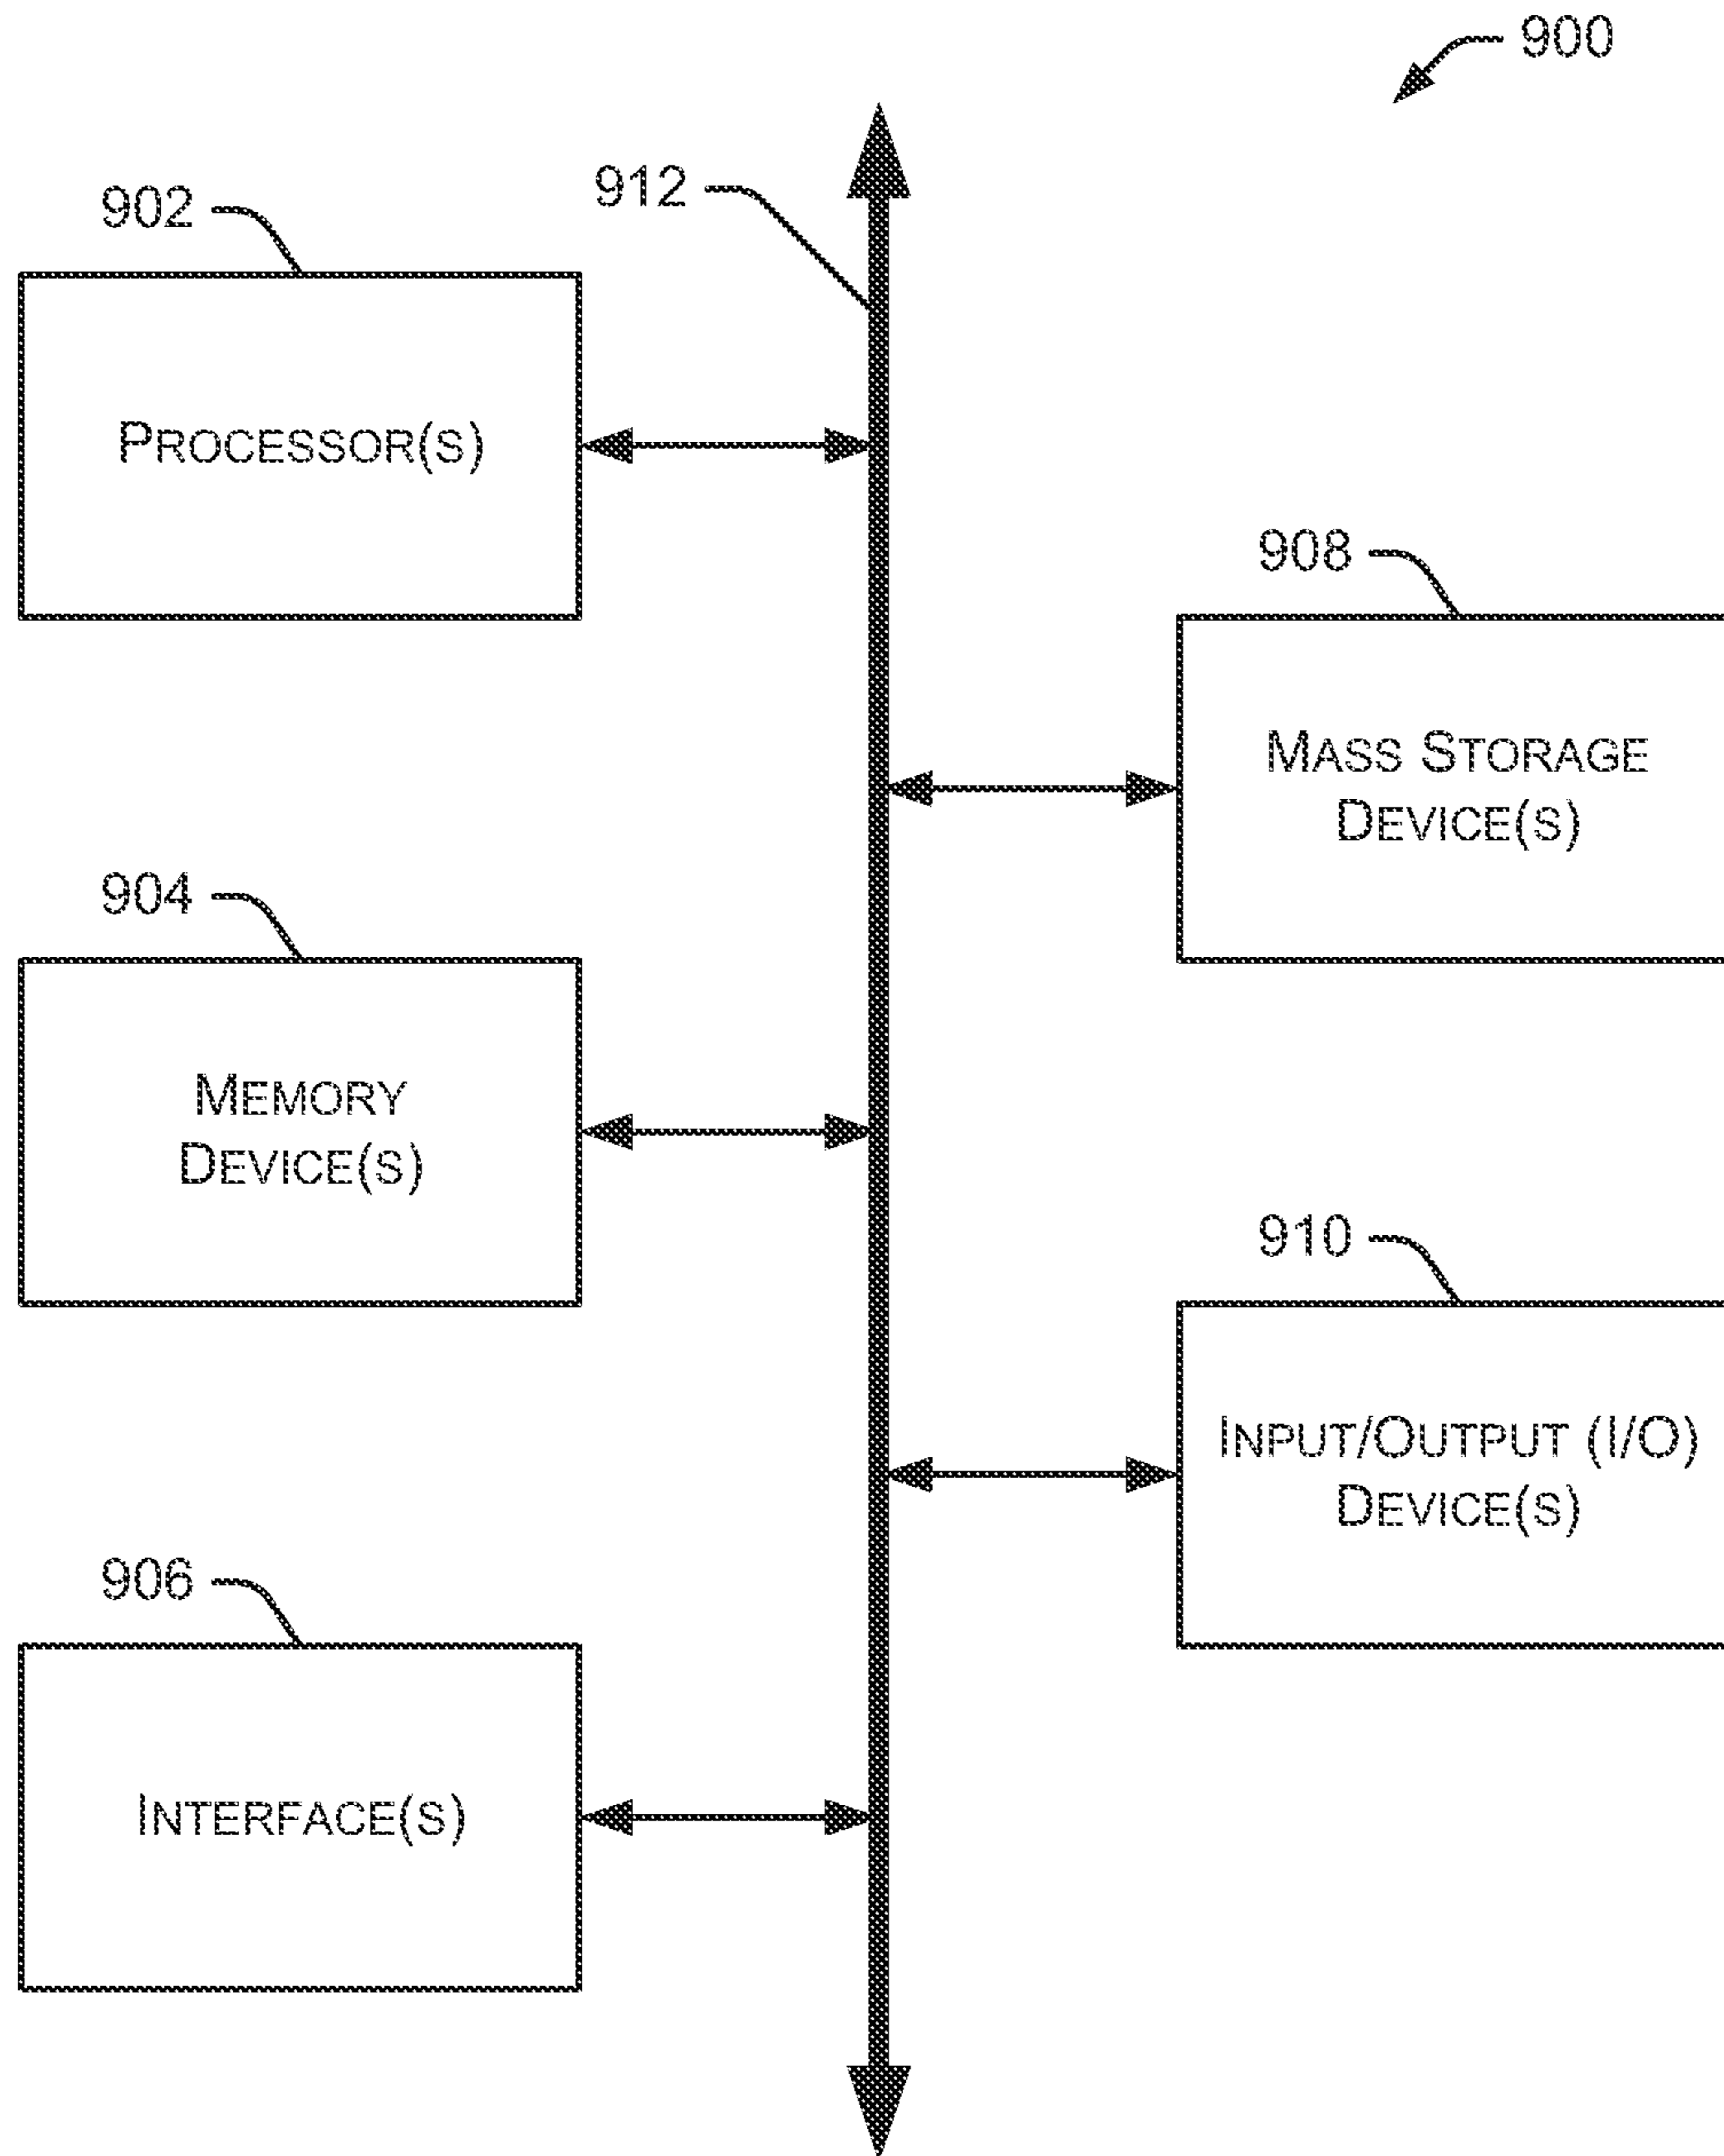 900
912
902
PROCESSOR(S)
908
MASS STORAGE
DEVICE(S)
904
MEMORY
DEVICE(S)
910
INPUT/OUTPUT (I/O)
DEVICE(S)
906
INTERFACE(S)